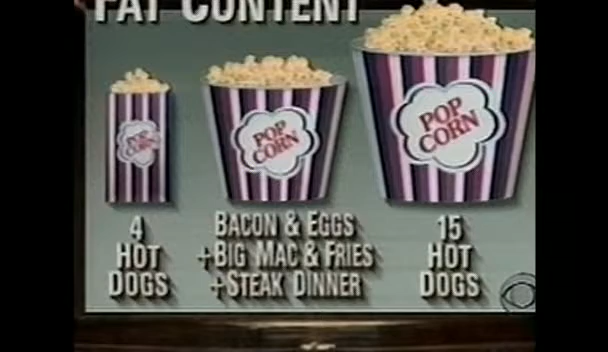 FAT CONTENT
POP
CORN
POP
CORN
POP
CORN
4
HOT
DOGS
BACON & EGGS
+BIG MAC & FRIES
+STEAK DINNER
15
HOT
DOGS